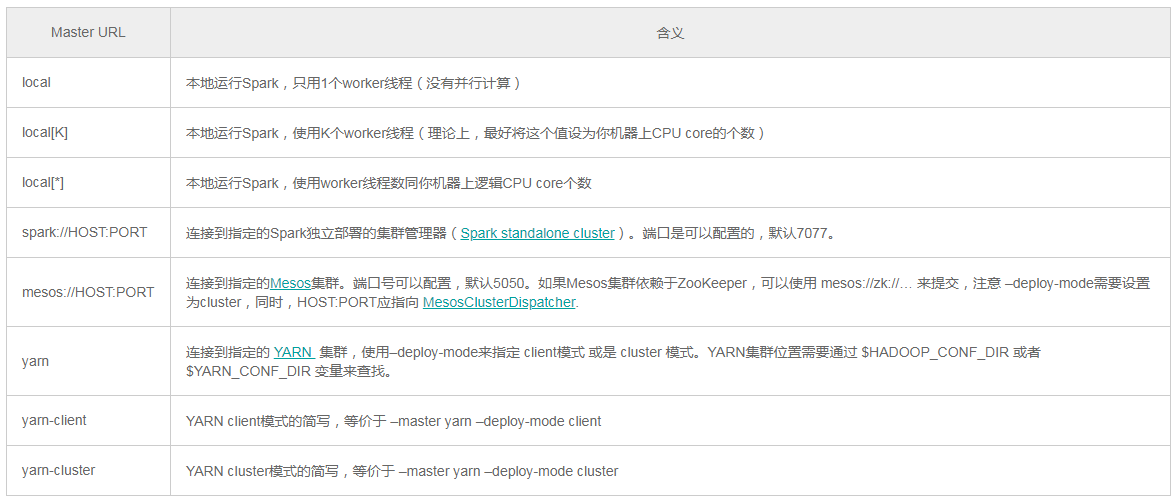 Master URL
含义
local
本地运行Spark，只用1个worker线程（没有并行计算）
local[K]
本地运行Spark，使用K个worker线程（理论上，最好将这个值设为你机器上CPU core的个数）
local[*]
本地运行Spark，使用worker线程数同你机器上逻辑CPU core个数
spark://HOST:PORT
连接到指定的Spark独立部署的集群管理器（Spark standalone cluster）。端口是可以配置的，默认7077。
mesos://HOST:PORT
连接到指定的Mesos集群。端口号可以配置，默认5050。如果Mesos集群依赖于ZooKeeper，可以使用 mesos://zk://… 来提交，注意 –deploy-mode需要设置
为cluster，同时，HOST:PORT应指向 MesosClusterDispatcher.
yarn
连接到指定的 YARN 集群，使用–deploy-mode来指定 client模式 或是 cluster 模式。YARN集群位置需要通过 $HADOOP_CONF_DIR 或者
$YARN_CONF_DIR 变量来查找。
yarn-client
YARN client模式的简写，等价于 –master yarn –deploy-mode client
yarn-cluster
YARN cluster模式的简写，等价于 –master yarn –deploy-mode cluster